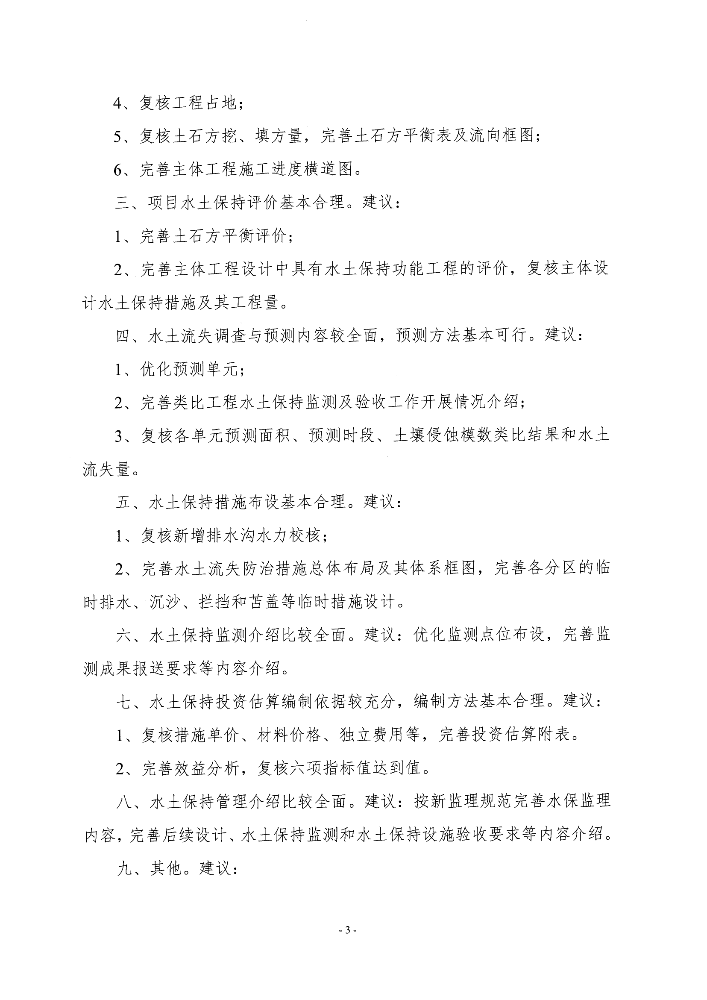 4、复核工程占地；
5、复核土石方挖、填方量，完善土石方平衡表及流向框图；
6、完善主体工程施工进度横道图。
三、项目水土保持评价基本合理。建议：
1、完善土石方平衡评价；
2、完善主体工程设计中具有水土保持功能工程的评价，复核主体设
计水土保持措施及其工程量。
四、水土流失调查与预测内容较全面，预测方法基本可行。建议：
1、优化预测单元；
2、完善类比工程水土保持监测及验收工作开展情况介绍；
3、复核各单元预测面积、预测时段、土壤侵蚀模数类比结果和水土
流失量。
五、水土保持措施布设基本合理。建议：
1、复核新增排水沟水力校核；
2、完善水土流失防治措施总体布局及其体系框图，完善各分区的临
时排水、沉沙、拦挡和苫盖等临时措施设计。
六、水土保持监测介绍比较全面。建议：优化监测点位布设，完善监
测成果报送要求等内容介绍。
七、水土保持投资估算编制依据较充分，编制方法基本合理。建议：
1、复核措施单价、材料价格、独立费用等，完善投资估算附表。
2、完善效益分析，复核六项指标值达到值。
八、水土保持管理介绍比较全面。建议：按新监理规范完善水保监理
内容，完善后续设计、水土保持监测和水土保持设施验收要求等内容介绍。
九、其他。建议：
- 3 -